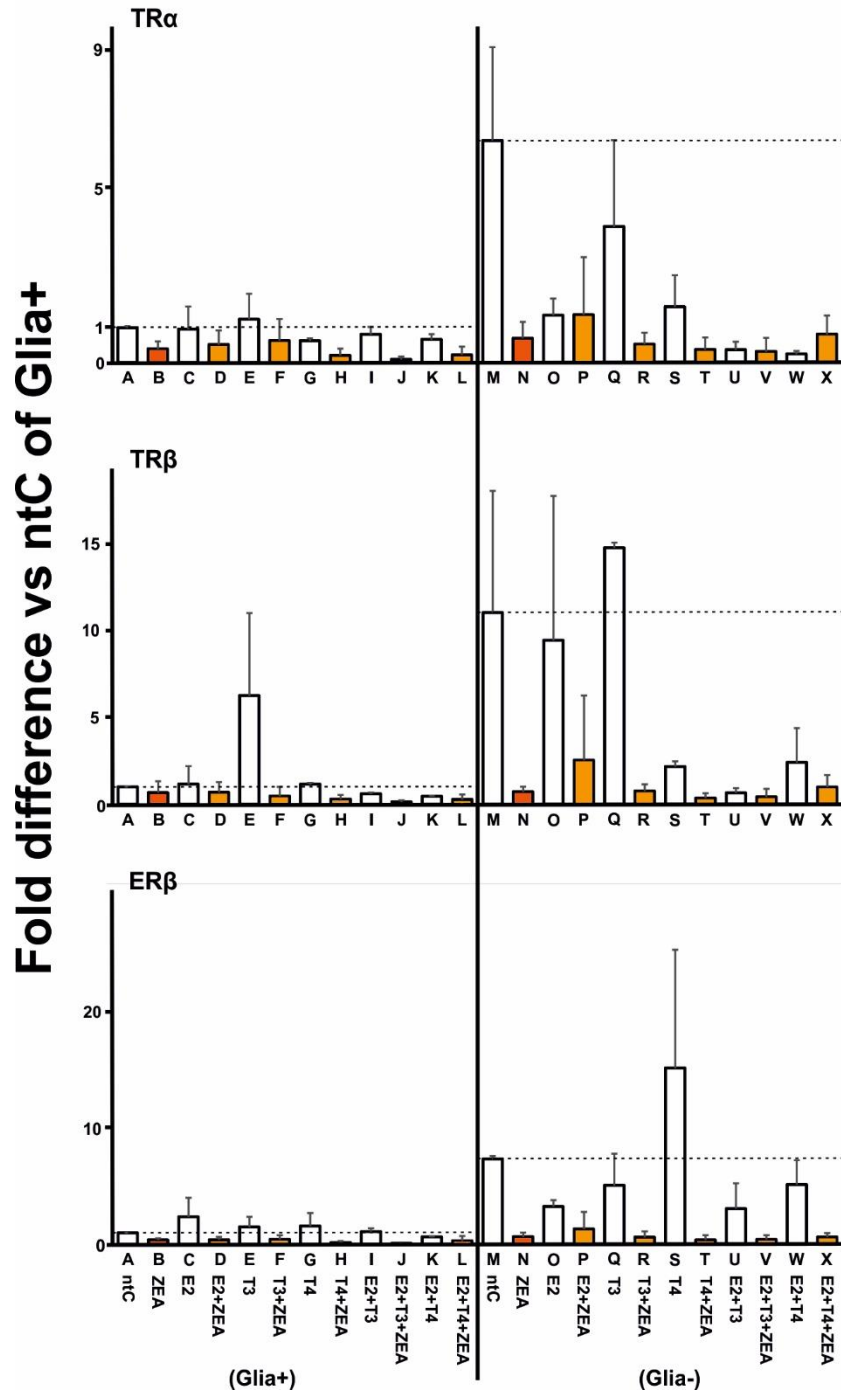 Fold difference vs ntC of Glia+
TRα
9
5
1
0
A B C D E F G H I J K L M N O P Q R S T U V W X
TRβ
15
10
5
0
A B C D E F G H I J K L M N O P Q R S T U V W X
ERβ
20
10
0
A B C D E F G H I J K L M N O P Q R S T U V W X
ntC
ZEA
E2
E2+ZEA
T3
T3+ZEA
T4
T4+ZEA
E2+T3
E2+T3+ZEA
E2+T4
E2+T4+ZEA
ntC
ZEA
E2
E2+ZEA
T3
T3+ZEA
T4
T4+ZEA
E2+T3
E2+T3+ZEA
E2+T4
E2+T4+ZEA
(Glia+) (Glia-)